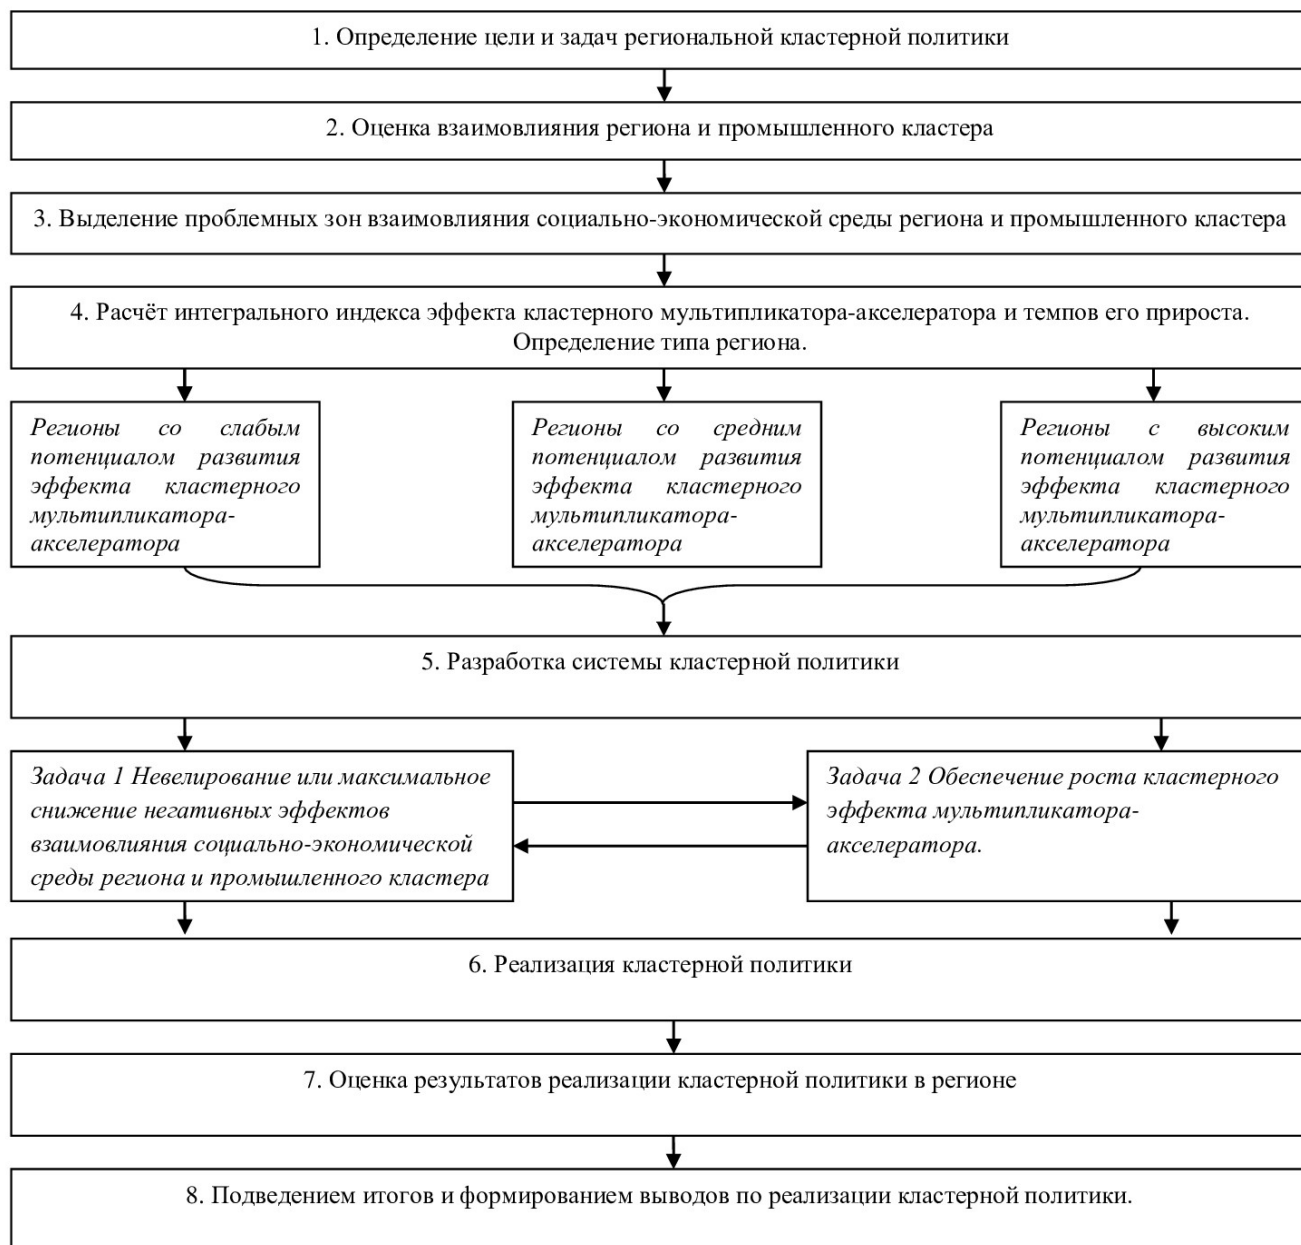 1. Определение цели и задач региональной кластерной политики
2. Оценка взаимовлияния региона и промышленного кластера
3. Выделение проблемных зон взаимовлияния социально-экономической среды региона и промышленного кластера
4. Расчёт интегрального индекса эффекта кластерного мультипликатора-акселератора и темпов его прироста.
Определение типа региона.
Регионы со слабым
потенциалом развития
эффекта кластерного
мультипликатора-
акселератора
Регионы со средним
потенциалом развития
эффекта кластерного
мультипликатора-
акселератора
Регионы с высоким
потенциалом развития
эффекта кластерного
мультипликатора-
акселератора
5. Разработка системы кластерной политики
Задача 1 Невелирование или максимальное
снижение негативных эффектов
взаимовлияния социально-экономической
среды региона и промышленного кластера
Задача 2 Обеспечение роста кластерного
эффекта мультипликатора-
акселератора.
6. Реализация кластерной политики
7. Оценка результатов реализации кластерной политики в регионе
8. Подведением итогов и формированием выводов по реализации кластерной политики.